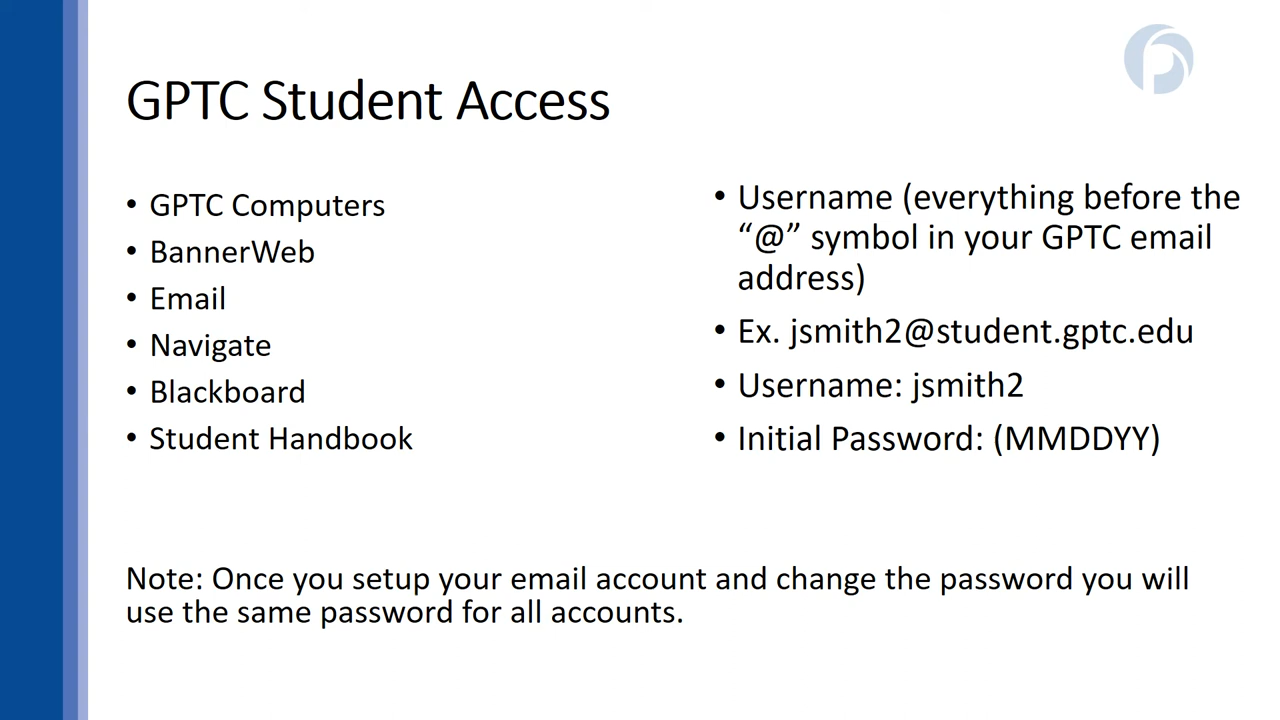 GPTC Student Access
• GPTC Computers
• BannerWeb
• Email
• Navigate
• Blackboard
• Student Handbook
• Username (everything before the
“@” symbol in your GPTC email
address)
• Ex. jsmith2@student.gptc.edu
• Username: jsmith2
• Initial Password: (MMDDYY)
Note: Once you setup your email account and change the password you will
use the same password for all accounts.